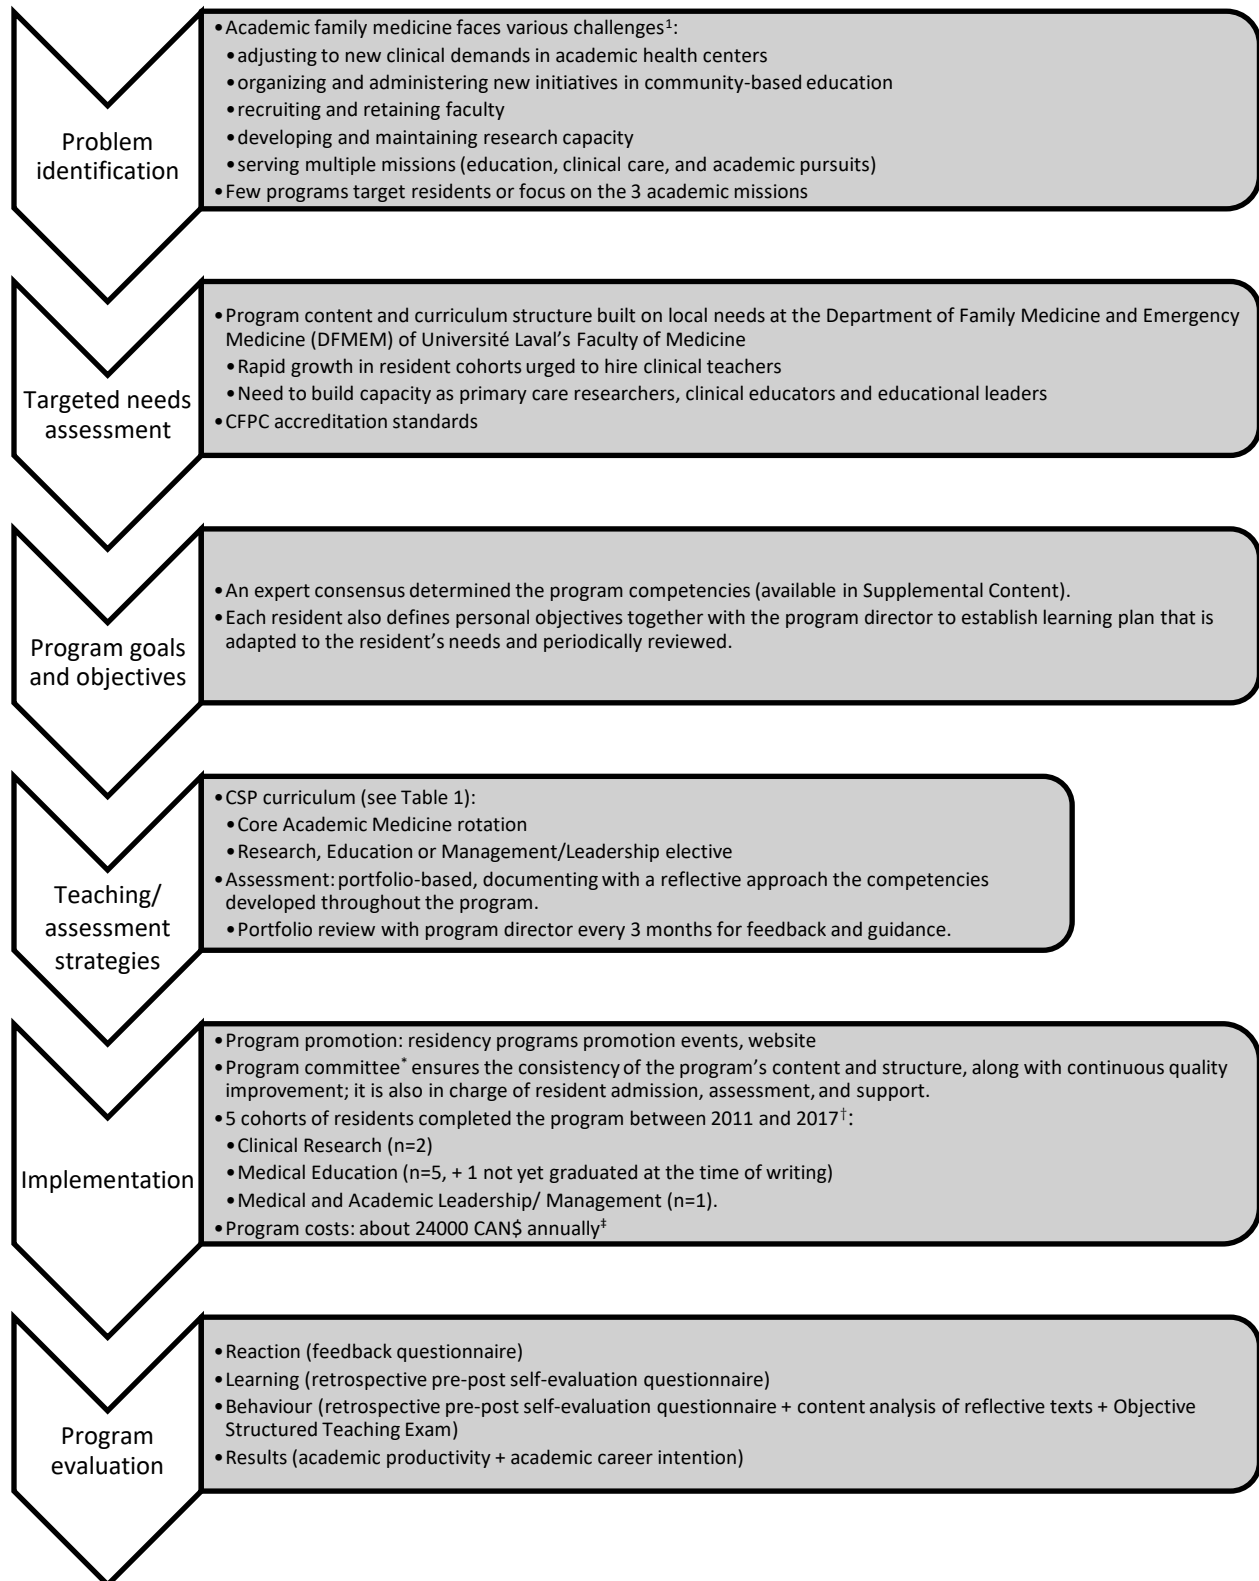 Problem
identification
•Academic family medicine faces various challenges¹:
•adjusting to new clinical demands in academic health centers
•organizing and administering new initiatives in community-based education
•recruiting and retaining faculty
•developing and maintaining research capacity
•serving multiple missions (education, clinical care, and academic pursuits)
•Few programs target residents or focus on the 3 academic missions
Targeted needs
assessment
•Program content and curriculum structure built on local needs at the Department of Family Medicine and Emergency
Medicine (DFMEM) of Université Laval's Faculty of Medicine
•Rapid growth in resident cohorts urged to hire clinical teachers
•Need to build capacity as primary care researchers, clinical educators and educational leaders
•CFPC accreditation standards
Program goals
and objectives
•An expert consensus determined the program competencies (available in Supplemental Content).
•Each resident also defines personal objectives together with the program director to establish learning plan that is
adapted to the resident's needs and periodically reviewed.
Teaching/
assessment
strategies
•CSP curriculum (see Table 1):
•Core Academic Medicine rotation
•Research, Education or Management/Leadership elective
•Assessment: portfolio-based, documenting with a reflective approach the competencies
developed throughout the program.
•Portfolio review with program director every 3 months for feedback and guidance.
Implementation
•Program promotion: residency programs promotion events, website
•Program committee* ensures the consistency of the program's content and structure, along with continuous quality
improvement; it is also in charge of resident admission, assessment, and support.
•5 cohorts of residents completed the program between 2011 and 2017†:
•Clinical Research (n=2)
•Medical Education (n=5, + 1 not yet graduated at the time of writing)
•Medical and Academic Leadership/ Management (n=1).
•Program costs: about 24000 CAN$ annually‡
Program
evaluation
•Reaction (feedback questionnaire)
•Learning (retrospective pre-post self-evaluation questionnaire)
•Behaviour (retrospective pre-post self-evaluation questionnaire + content analysis of reflective texts + Objective
Structured Teaching Exam)
•Results (academic productivity + academic career intention)